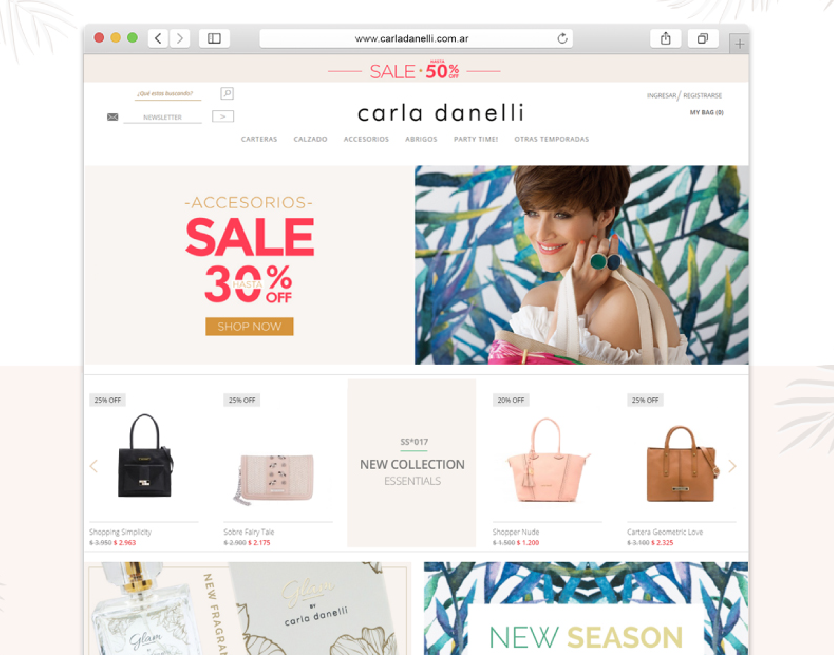 www.carladanelli.com.ar
SALE · HASTA 50% OFF
¿Qué estas buscando?
INGRESAR / REGISTRARSE
carla danelli
NEWSLETTER >
MY BAG (0)
CARTERAS CALZADO ACCESORIOS ABRIGOS PARTY TIME! OTRAS TEMPORADAS
-ACCESORIOS-
SALE
HASTA
30% OFF
SHOP NOW
25% OFF
25% OFF
20% OFF
25% OFF
SS*017
NEW COLLECTION
ESSENTIALS
Shopping Simplicity
$ 3.950 $ 2.963
Sobre Fairy Tale
$ 2.900 $ 2.175
Shopper Nude
$ 1.500 $ 1.200
Cartera Geometric Love
$ 3.100 $ 2.325
Glam
NEW FRAGRAN
Glam
BY
carla danelli
NEW SEASON